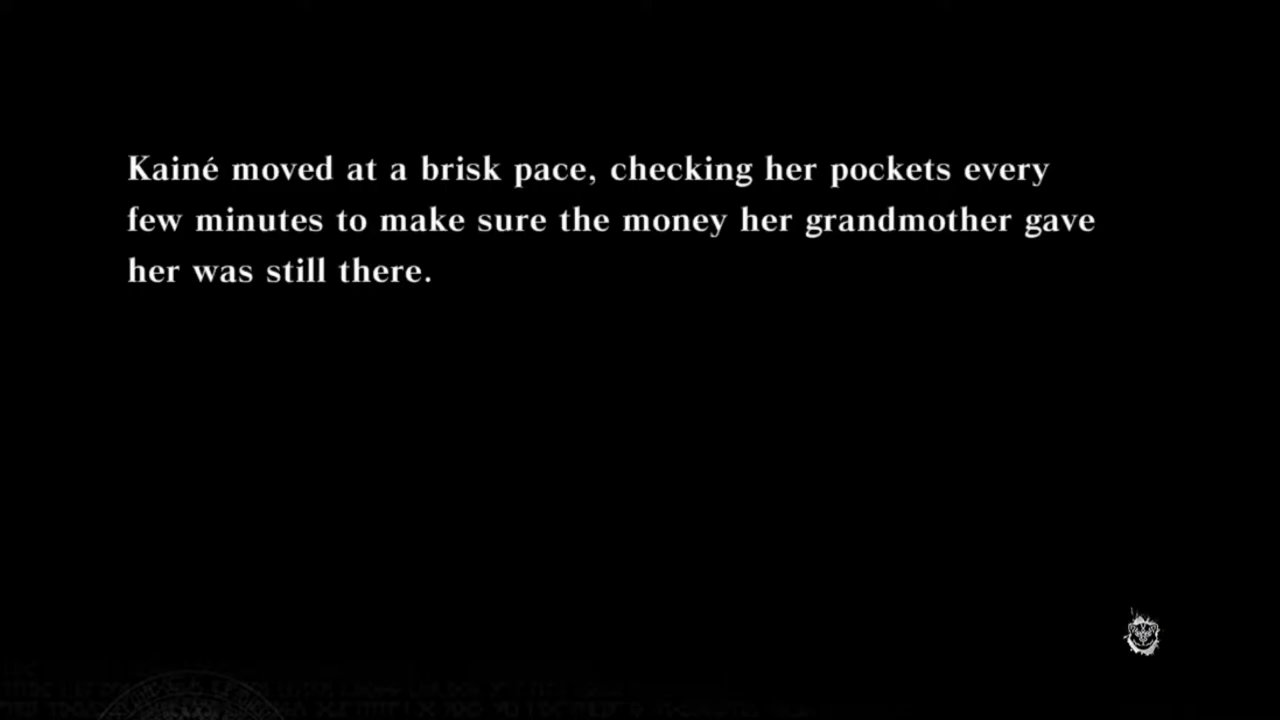 Kainé moved at a brisk pace, checking her pockets every
few minutes to make sure the money her grandmother gave
her was still there.